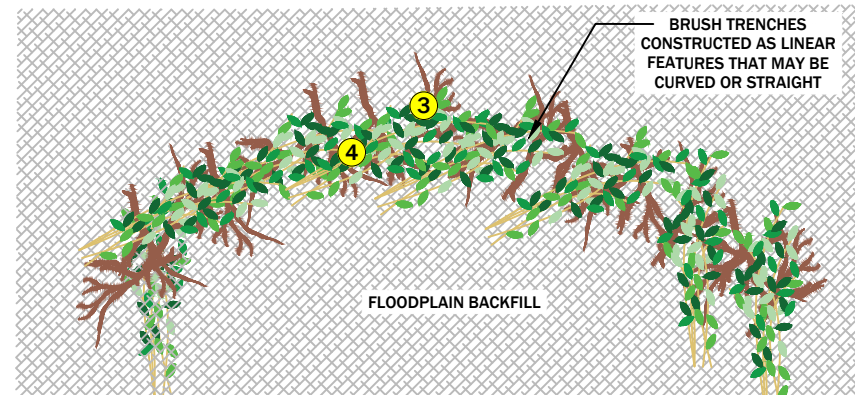 BRUSH TRENCHES
CONSTRUCTED AS LINEAR
FEATURES THAT MAY BE
CURVED OR STRAIGHT
3
4
FLOODPLAIN BACKFILL